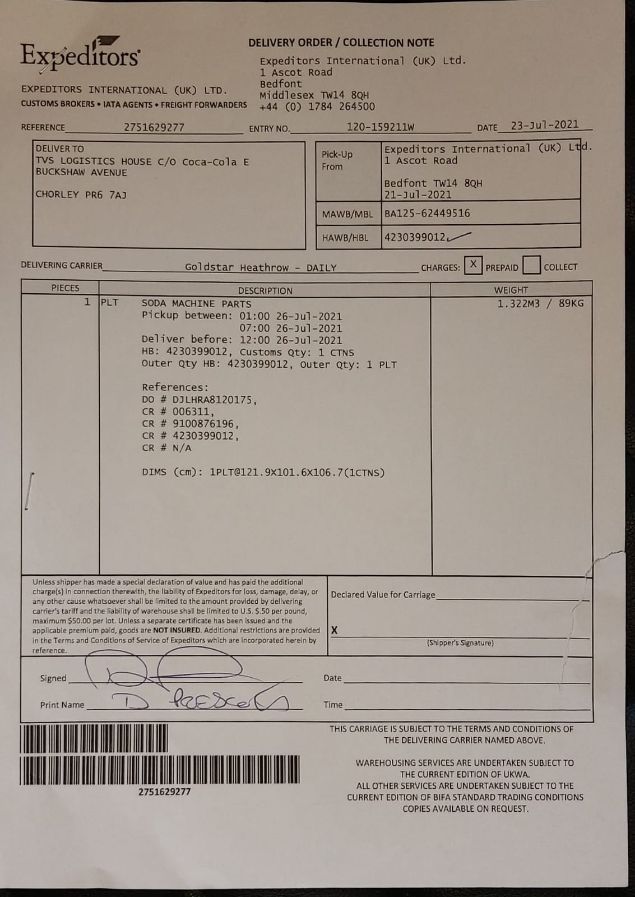 Expeditors®
EXPEDITORS INTERNATIONAL (UK) LTD.
CUSTOMS BROKERS • IATA AGENTS • FREIGHT FORWARDERS
DELIVERY ORDER / COLLECTION NOTE
Expeditors International (UK) Ltd.
1 Ascot Road
Bedfont
Middlesex TW14 8QH
+44 (0) 1784 264500
REFERENCE 2751629277 ENTRY NO. 120-159211W DATE 23-Jul-2021
DELIVER TO
TVS LOGISTICS HOUSE C/O Coca-Cola E
BUCKSHAW AVENUE
CHORLEY PR6 7AJ
Pick-Up From
Expeditors International (UK) Ltd.
1 Ascot Road
Bedfont TW14 8QH
21-Jul-2021
MAWB/MBL BA125-62449516
HAWB/HBL 4230399012
DELIVERING CARRIER Goldstar Heathrow - DAILY CHARGES: X PREPAID COLLECT
PIECES DESCRIPTION WEIGHT
1 PLT SODA MACHINE PARTS 1.322M3 / 89KG
Pickup between: 01:00 26-Jul-2021
07:00 26-Jul-2021
Deliver before: 12:00 26-Jul-2021
HB: 4230399012, Customs Qty: 1 CTNS
Outer Qty HB: 4230399012, Outer Qty: 1 PLT
References:
DO # DJLHRA8120175,
CR # 006311,
CR # 9100876196,
CR # 4230399012,
CR # N/A
DIMS (cm): 1PLT@121.9X101.6X106.7(1CTNS)
Unless shipper has made a special declaration of value and has paid the additional
charge(s) in connection therewith, the liability of Expeditors for loss, damage, delay, or
any other cause whatsoever shall be limited to the amount provided by delivering
carrier's tariff and the liability of warehouse shall be limited to U.S. $.50 per pound,
maximum $50.00 per lot. Unless a separate certificate has been issued and the
applicable premium paid, goods are NOT INSURED. Additional restrictions are provided
in the Terms and Conditions of Service of Expeditors which are incorporated herein by
reference.
Declared Value for Carriage
X
(Shipper's Signature)
Signed
Date
Print Name D PRESCOTT
Time
2751629277
THIS CARRIAGE IS SUBJECT TO THE TERMS AND CONDITIONS OF
THE DELIVERING CARRIER NAMED ABOVE.
WAREHOUSING SERVICES ARE UNDERTAKEN SUBJECT TO
THE CURRENT EDITION OF UKWA.
ALL OTHER SERVICES ARE UNDERTAKEN SUBJECT TO THE
CURRENT EDITION OF BIFA STANDARD TRADING CONDITIONS
COPIES AVAILABLE ON REQUEST.